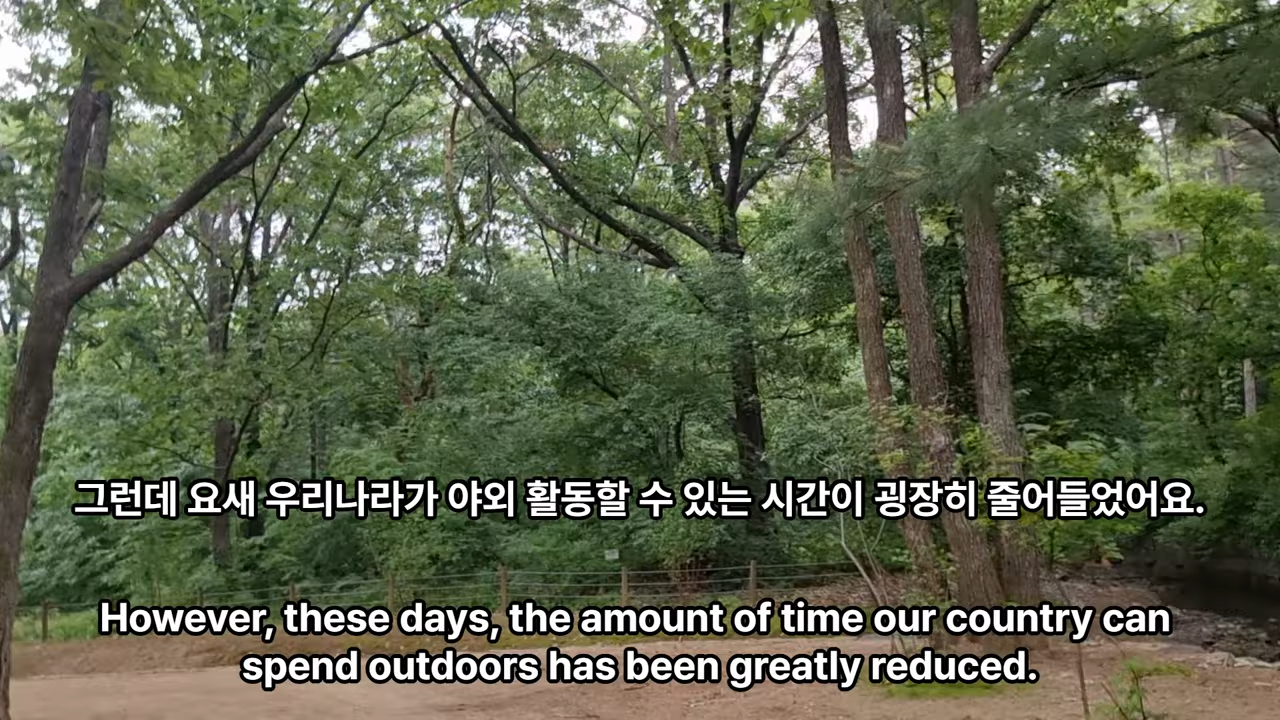 그런데 요새 우리나라가 야외 활동할 수 있는 시간이 굉장히 줄어들었어요.
However, these days, the amount of time our country can
spend outdoors has been greatly reduced.